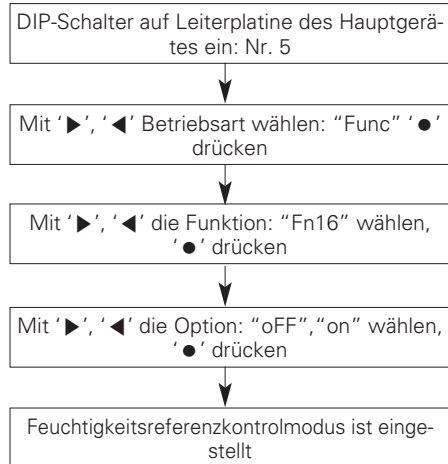 DIP-Schalter auf Leiterplatine des Hauptgerä-
tes ein: Nr. 5
Mit ‘▶’, ‘◀’ Betriebsart wählen: “Func” ‘●’
drücken
Mit ‘▶’, ‘◀’ die Funktion: “Fn16” wählen,
‘●’ drücken
Mit ‘▶’, ‘◀’ die Option: “oFF”,“on” wählen,
‘●’ drücken
Feuchtigkeitsreferenzkontrolmodus ist einge-
stellt